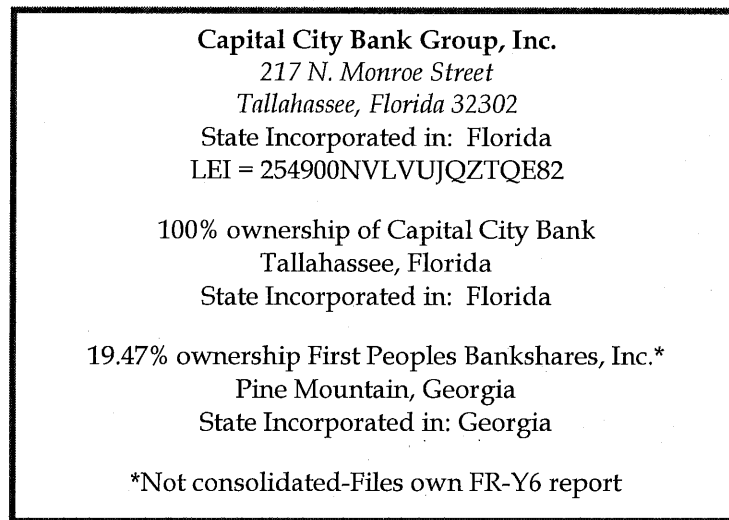 Capital City Bank Group, Inc.
217 N. Monroe Street
Tallahassee, Florida 32302
State Incorporated in: Florida
LEI = 254900NVLVUJQZTQE82
100% ownership of Capital City Bank
Tallahassee, Florida
State Incorporated in: Florida
19.47% ownership First Peoples Bankshares, Inc.*
Pine Mountain, Georgia
State Incorporated in: Georgia
*Not consolidated-Files own FR-Y6 report